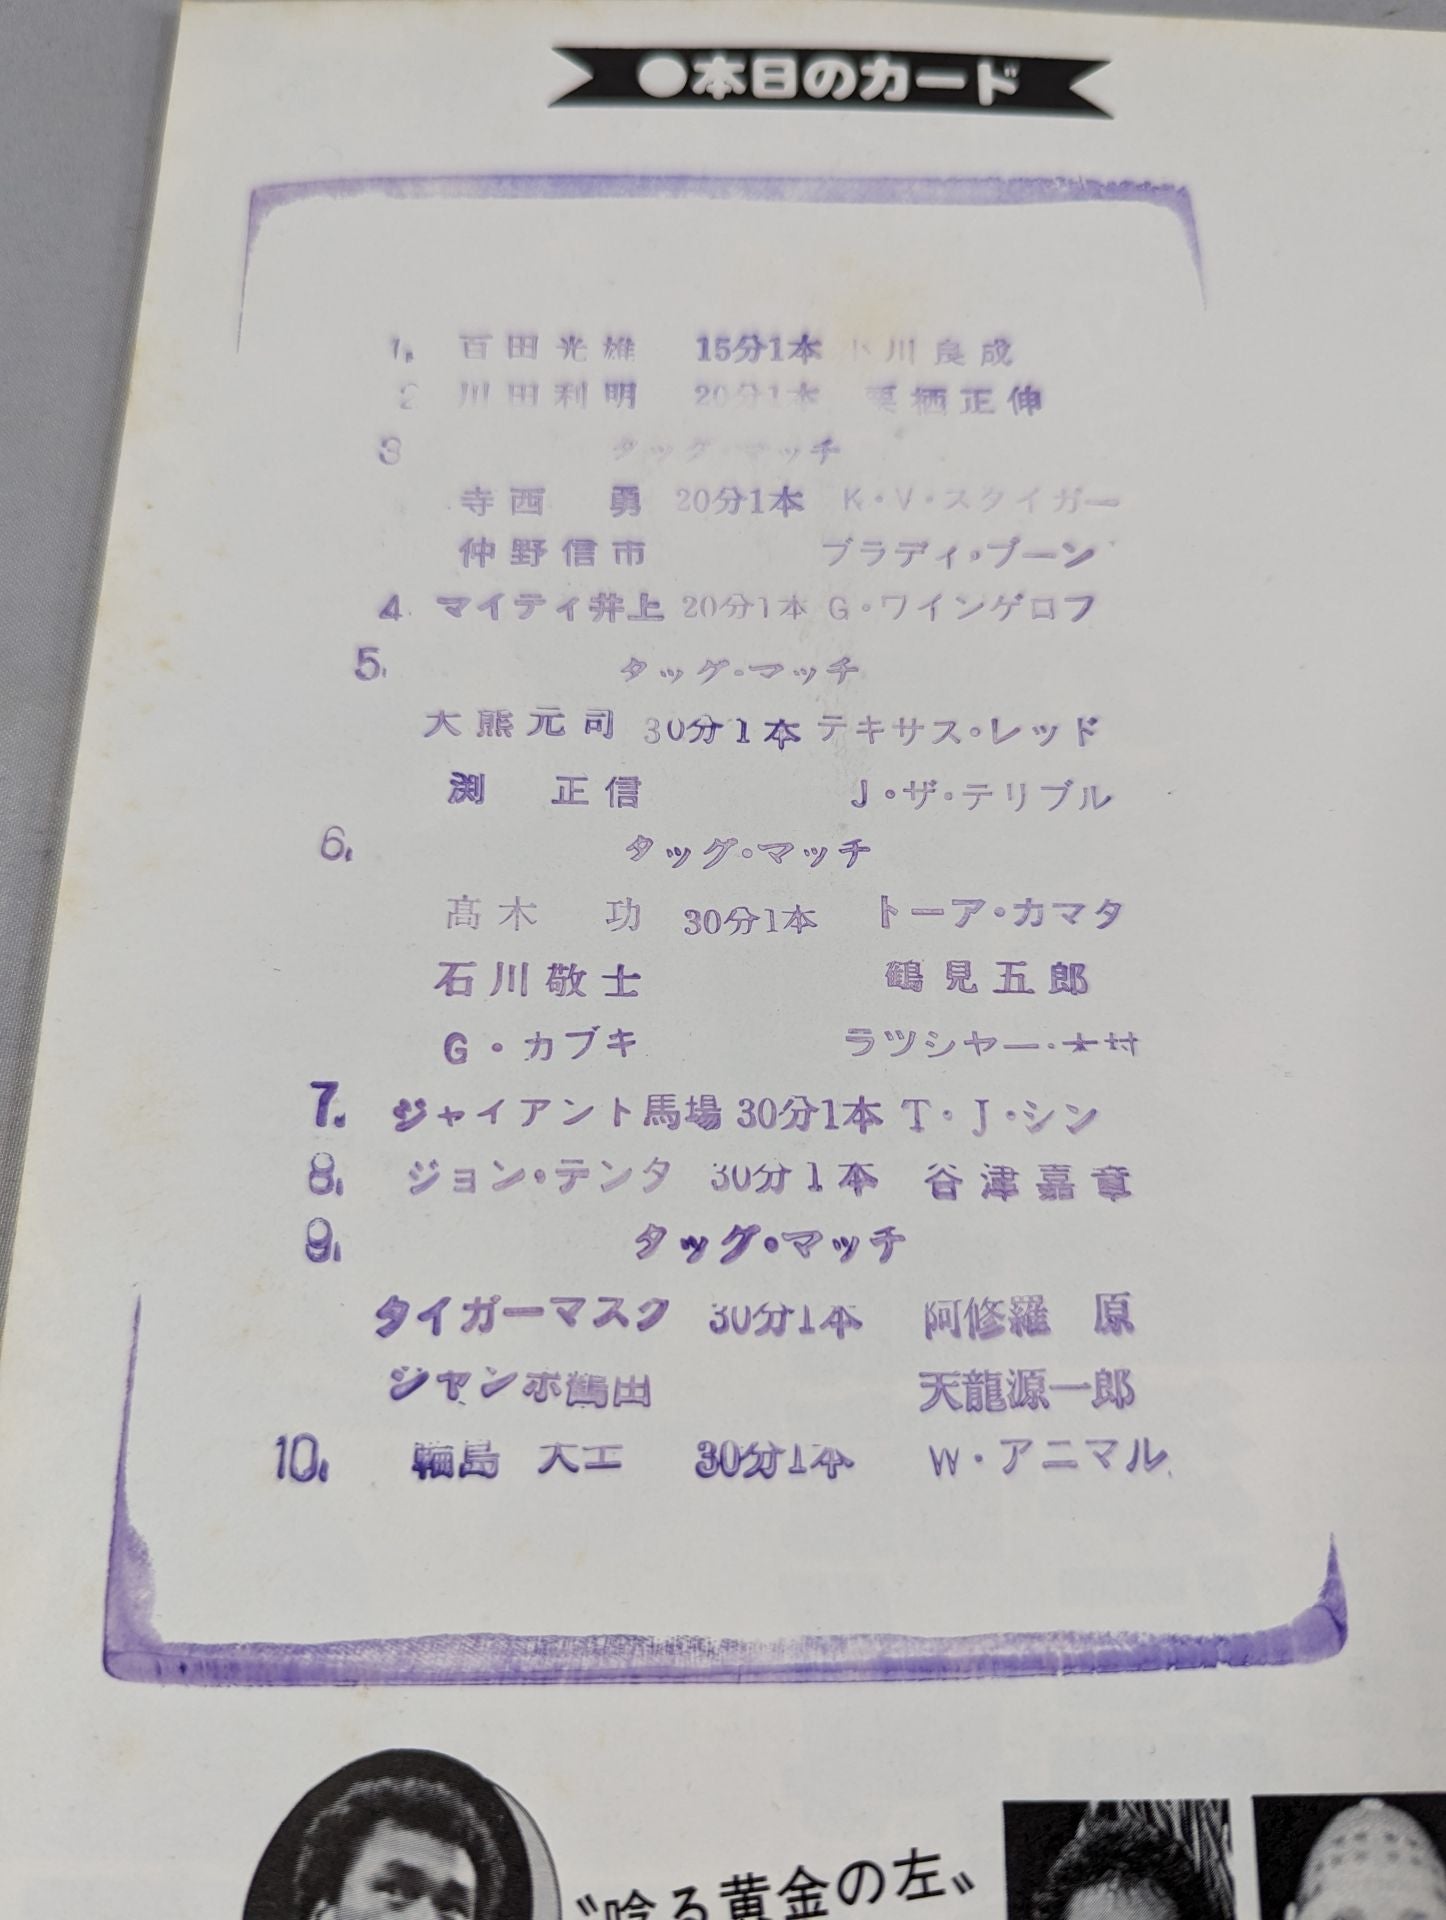 ●本日のカード
1. 百田光雄 15分1本 小川良成
2 川田利明 20分1本 栗栖正伸
3 タッグ・マッチ
寺西 勇 20分1本 K・V・スタイガー
仲野信市 ブラディ・ブーン
4. マイティ井上 20分1本 G・ワインゲロフ
5. タッグ・マッチ
大熊元司 30分1本 テキサス・レッド
渕 正信 J・ザ・テリブル
6. タッグ・マッチ
髙木 功 30分1本 トーア・カマタ
石川敬士 鶴見五郎
G・カブキ ラツシヤー・木村
7. ジャイアント馬場 30分1本 T・J・シン
8. ジョン・テンタ 30分1本 谷津嘉章
9. タッグ・マッチ
タイガーマスク 30分1本 阿修羅 原
ジャンボ鶴田 天龍源一郎
10. 輪島 大士 30分1本 W・アニマル
〝唸る黄金の左〟